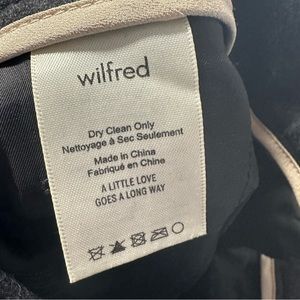 wilfred
Dry Clean Only
Nettoyage à Sec Seulement
Made in China
Fabriqué en Chine
A LITTLE LOVE
GOES A LONG WAY